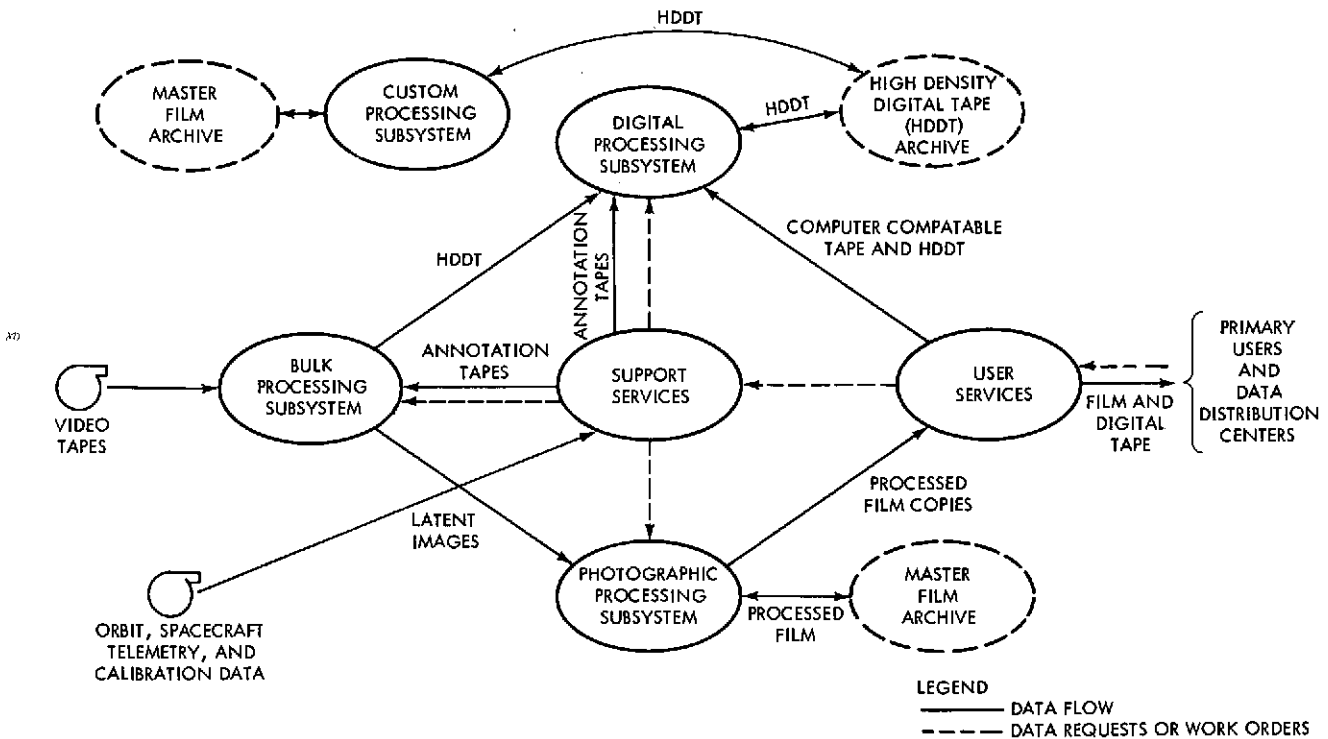 HDDT
MASTER
FILM
ARCHIVE
CUSTOM
PROCESSING
SUBSYSTEM
DIGITAL
PROCESSING
SUBSYSTEM
HDDT
HIGH DENSITY
DIGITAL TAPE
(HDDT)
ARCHIVE
HDDT
ANNOTATION
TAPES
COMPUTER COMPATABLE
TAPE AND HDDT
VIDEO
TAPES
BULK
PROCESSING
SUBSYSTEM
ANNOTATION
TAPES
SUPPORT
SERVICES
USER
SERVICES
FILM AND
DIGITAL
TAPE
PRIMARY
USERS
AND
DATA
DISTRIBUTION
CENTERS
LATENT
IMAGES
PROCESSED
FILM COPIES
ORBIT, SPACECRAFT
TELEMETRY, AND
CALIBRATION DATA
PHOTOGRAPHIC
PROCESSING
SUBSYSTEM
PROCESSED
FILM
MASTER
FILM
ARCHIVE
LEGEND
DATA FLOW
DATA REQUESTS OR WORK ORDERS